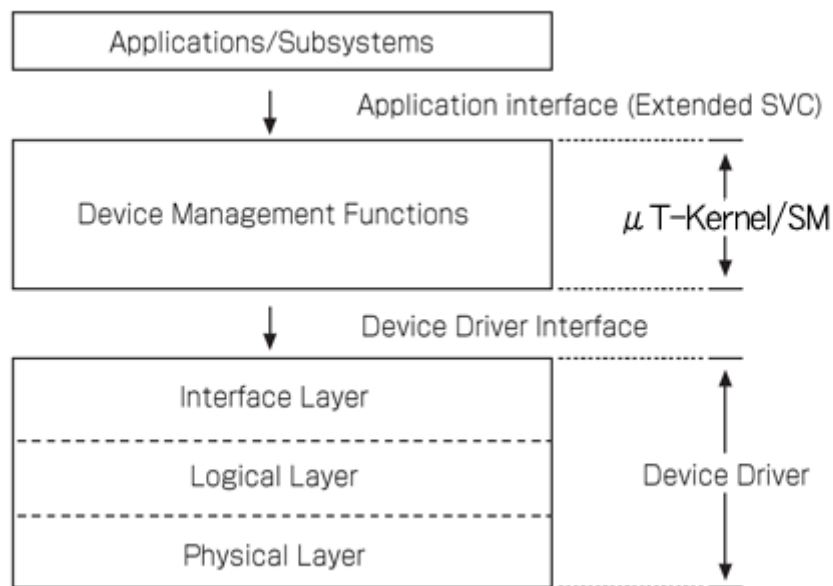 Applications/Subsystems
Application interface (Extended SVC)
Device Management Functions
μ T-Kernel/SM
Device Driver Interface
Interface Layer
Logical Layer
Device Driver
Physical Layer